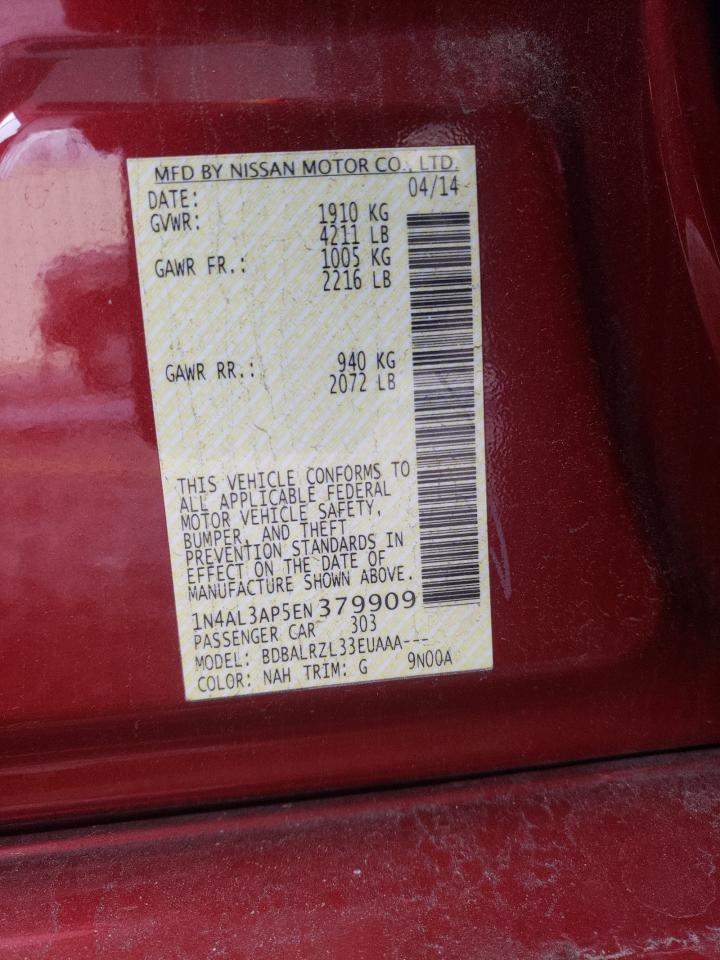 MFD BY NISSAN MOTOR CO., LTD.
DATE: 04/14
GVWR: 1910 KG
4211 LB
GAWR FR.: 1005 KG
2216 LB
GAWR RR.: 940 KG
2072 LB
THIS VEHICLE CONFORMS TO
ALL APPLICABLE FEDERAL
MOTOR VEHICLE SAFETY,
BUMPER, AND THEFT
PREVENTION STANDARDS IN
EFFECT ON THE DATE OF
MANUFACTURE SHOWN ABOVE.
1N4AL3AP5EN379909
PASSENGER CAR 303
MODEL: BDBALRZL33EUAAA---
COLOR: NAH TRIM: G 9N00A